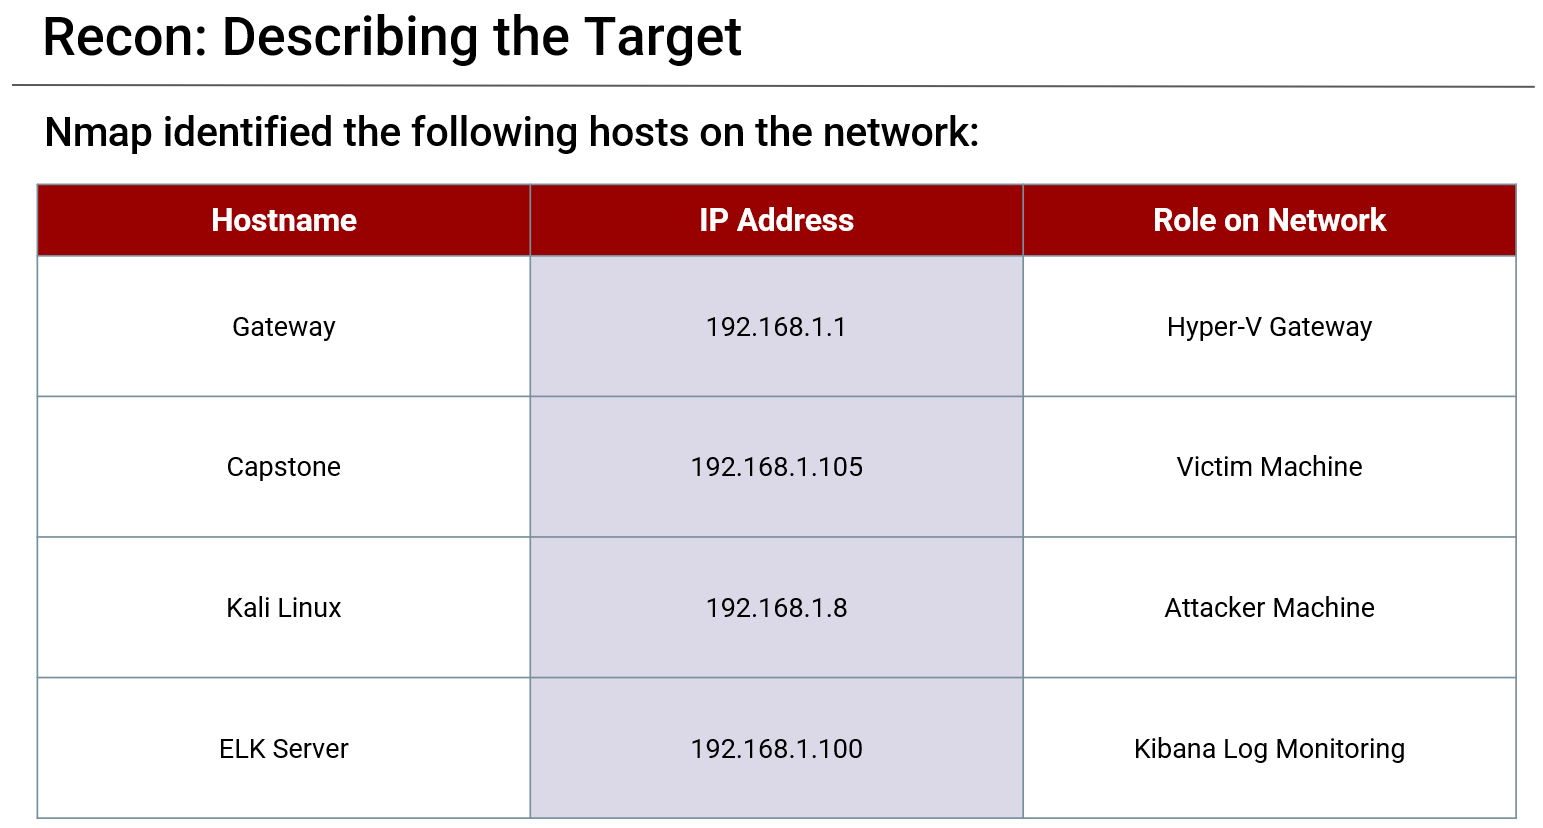 Recon: Describing the Target
Nmap identified the following hosts on the network:
Hostname IP Address Role on Network
Gateway 192.168.1.1 Hyper-V Gateway
Capstone 192.168.1.105 Victim Machine
Kali Linux 192.168.1.8 Attacker Machine
ELK Server 192.168.1.100 Kibana Log Monitoring